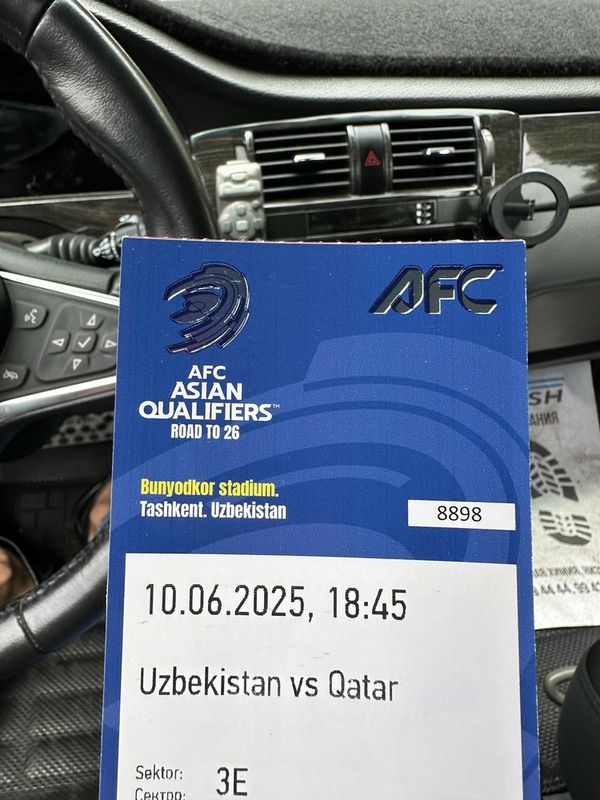 AFC
AFC
ASIAN
QUALIFIERS™
ROAD TO 26
Bunyodkor stadium.
Tashkent. Uzbekistan
8898
10.06.2025, 18:45
Uzbekistan vs Qatar
Sektor: 3E
Сектор: